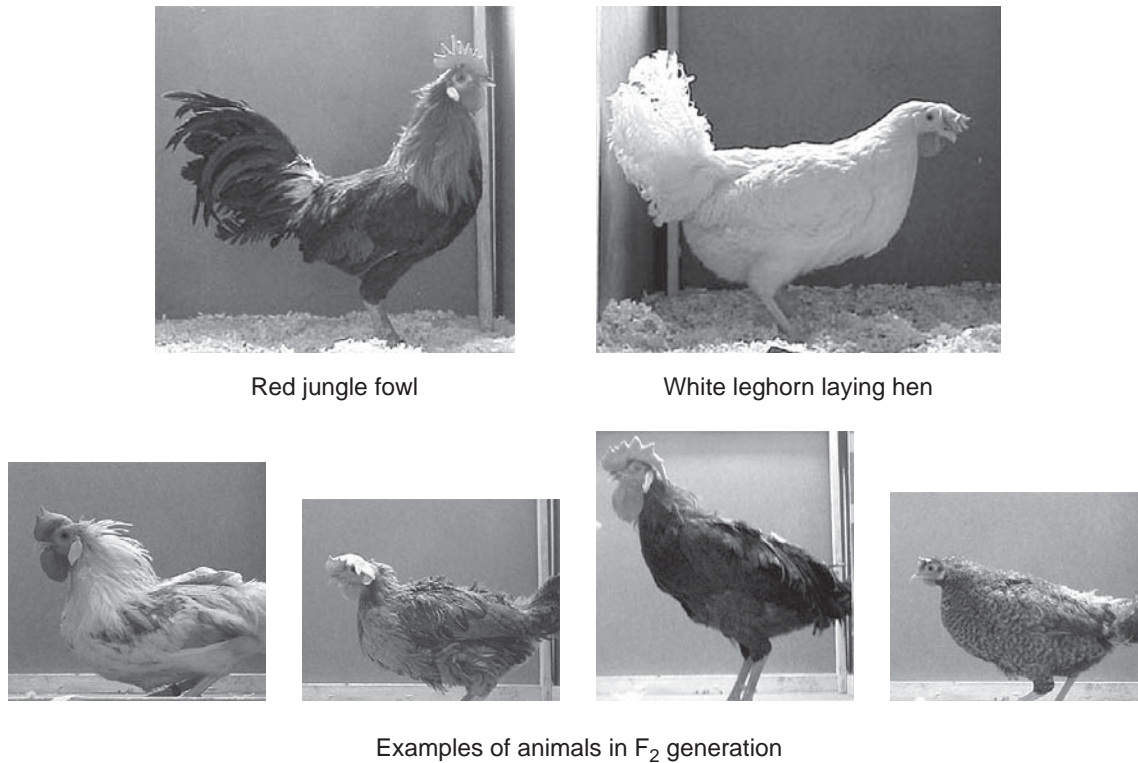 Red jungle fowl
White leghorn laying hen
Examples of animals in F₂ generation